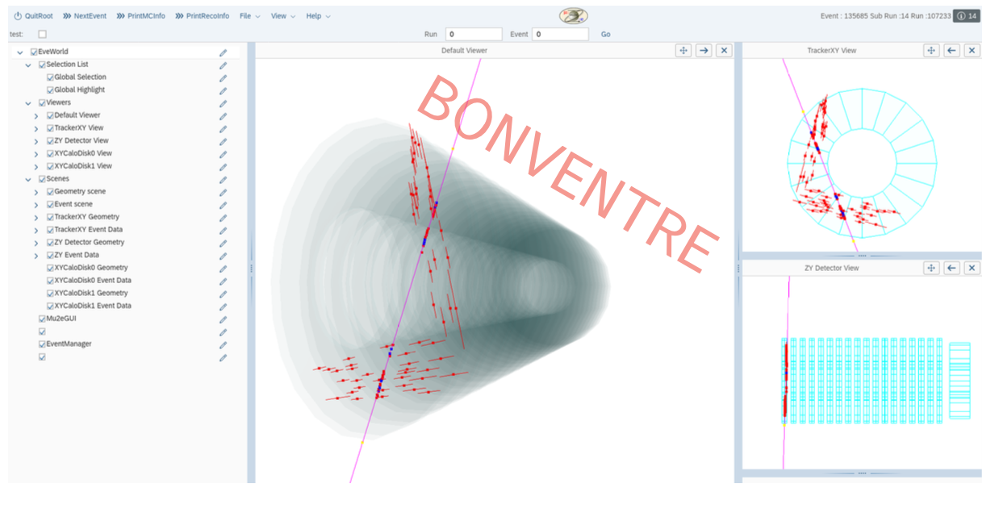 QuitRoot NextEvent PrintMCInfo PrintRecoInfo File View Help Event : 135685 Sub Run :14 Run :107233 14
test: Run 0 Event 0 Go
EveWorld
Selection List
Global Selection
Global Highlight
Viewers
Default Viewer
TrackerXY View
ZY Detector View
XYCaloDisk0 View
XYCaloDisk1 View
Scenes
Geometry scene
Event scene
TrackerXY Geometry
TrackerXY Event Data
ZY Detector Geometry
ZY Event Data
XYCaloDisk0 Geometry
XYCaloDisk0 Event Data
XYCaloDisk1 Geometry
XYCaloDisk1 Event Data
Mu2eGUI
EventManager
Default Viewer
BONVENTRE
TrackerXY View
ZY Detector View